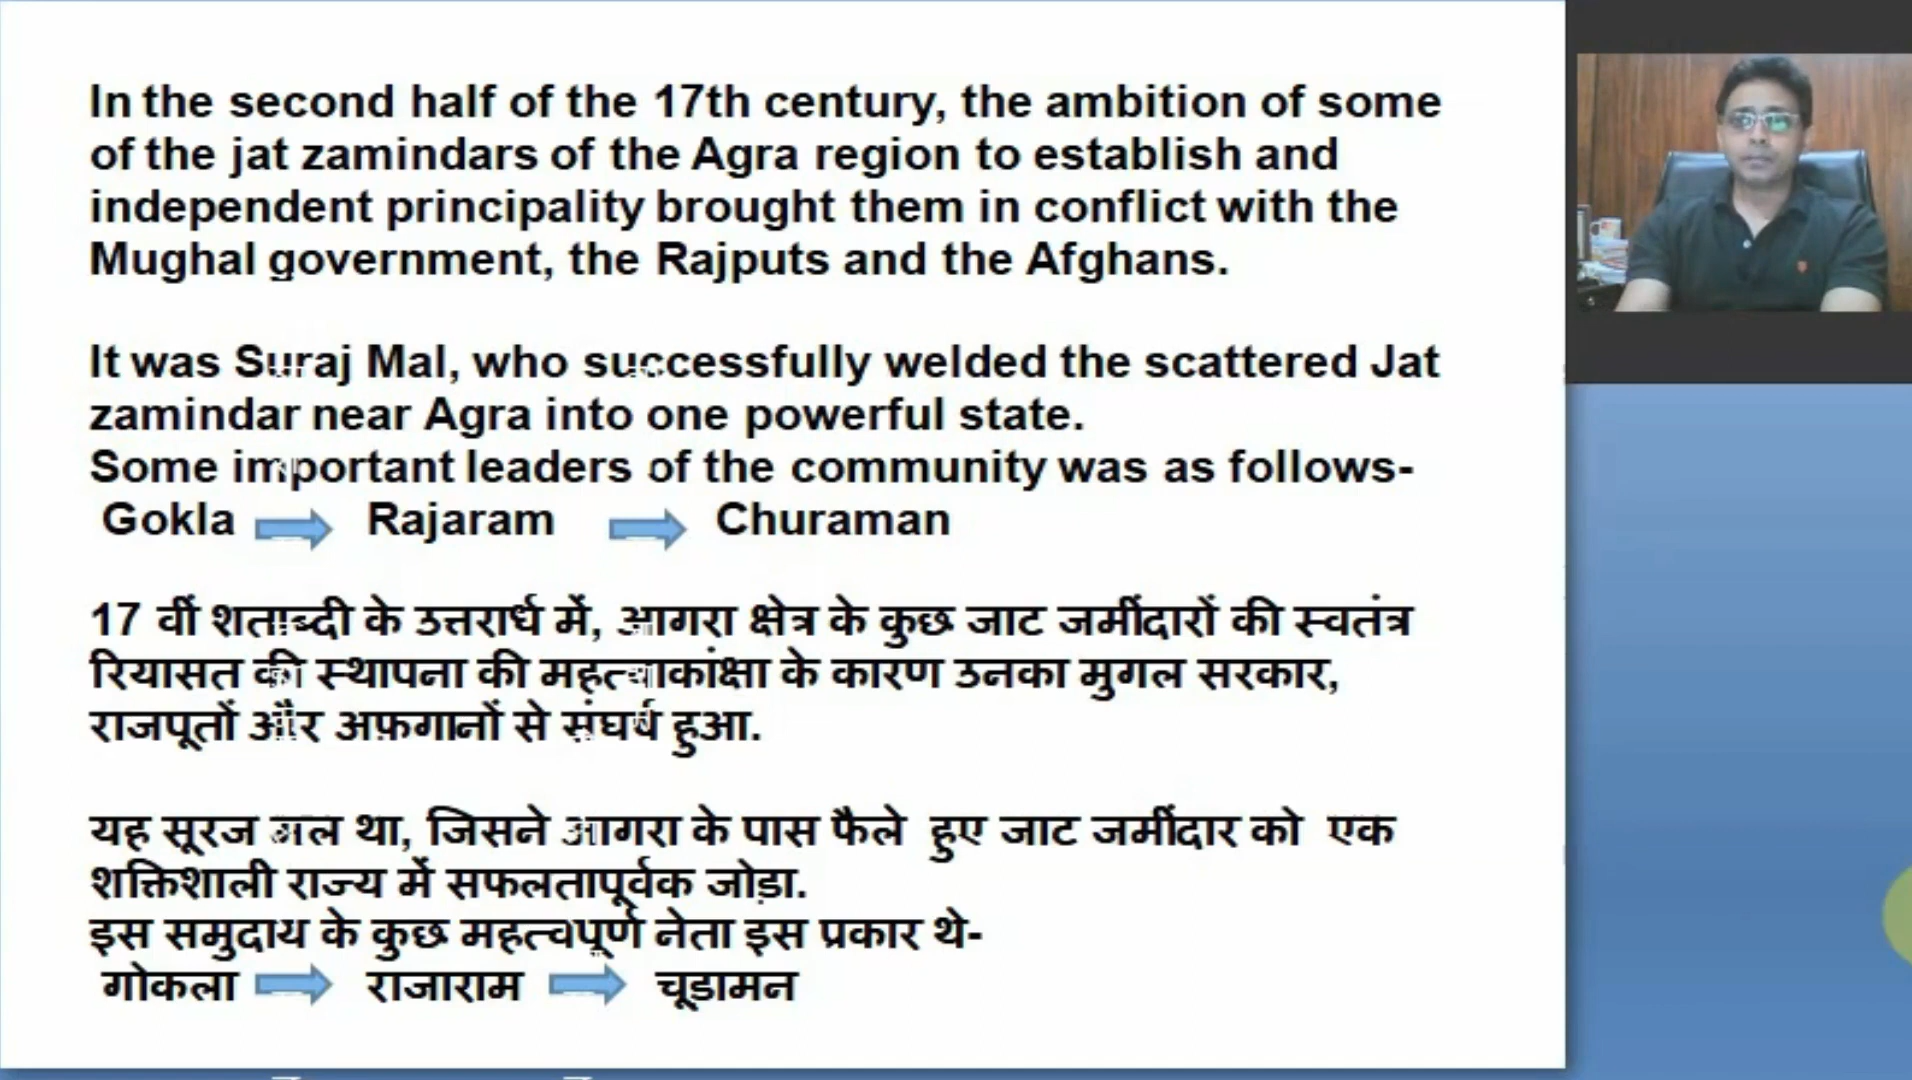 In the second half of the 17th century, the ambition of some
of the jat zamindars of the Agra region to establish and
independent principality brought them in conflict with the
Mughal government, the Rajputs and the Afghans.
It was Suraj Mal, who successfully welded the scattered Jat
zamindar near Agra into one powerful state.
Some important leaders of the community was as follows-
Gokla Rajaram Churaman
17 वीं शताब्दी के उत्तरार्ध में, आगरा क्षेत्र के कुछ जाट जमींदारों की स्वतंत्र
रियासत की स्थापना की महत्वाकांक्षा के कारण उनका मुगल सरकार,
राजपूतों और अफ़गानों से संघर्ष हुआ.
यह सूरज मल था, जिसने आगरा के पास फैले हुए जाट जमींदार को एक
शक्तिशाली राज्य में सफलतापूर्वक जोड़ा.
इस समुदाय के कुछ महत्वपूर्ण नेता इस प्रकार थे-
गोकला राजाराम चूडामन